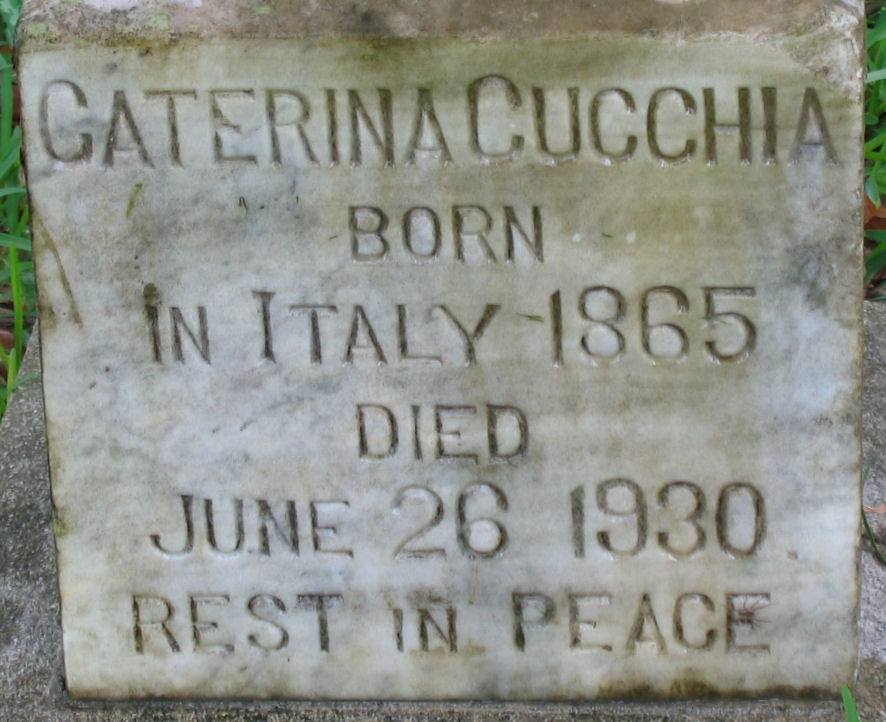 CATERINA CUCCHIA
BORN
IN ITALY 1865
DIED
JUNE 26 1930.
REST IN PEACE